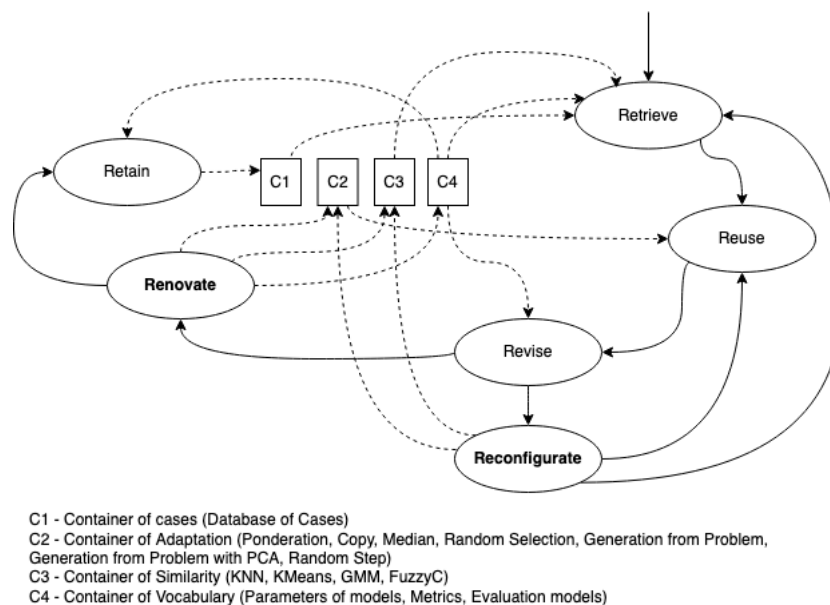 Retrieve
Retain
C1
C2
C3
C4
Reuse
Renovate
Revise
Reconfigurate
C1 - Container of cases (Database of Cases)
C2 - Container of Adaptation (Ponderation, Copy, Median, Random Selection, Generation from Problem,
Generation from Problem with PCA, Random Step)
C3 - Container of Similarity (KNN, KMeans, GMM, FuzzyC)
C4 - Container of Vocabulary (Parameters of models, Metrics, Evaluation models)